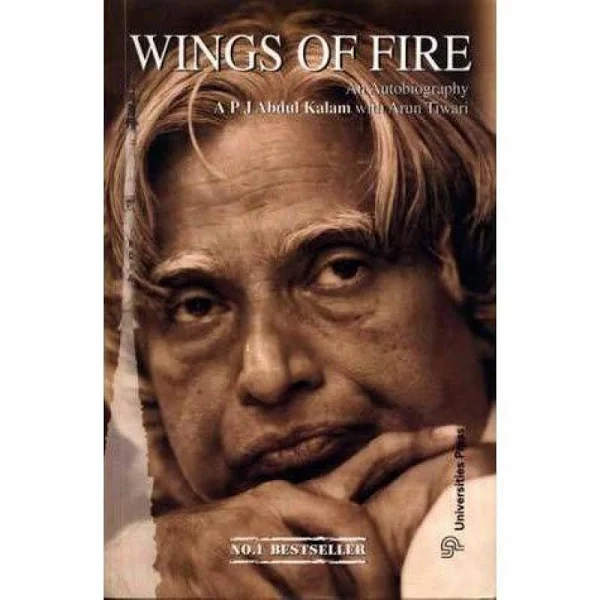 WINGS OF FIRE
An Autobiography
A P J Abdul Kalam with Arun Tiwari
Universities Press
NO.1 BESTSELLER